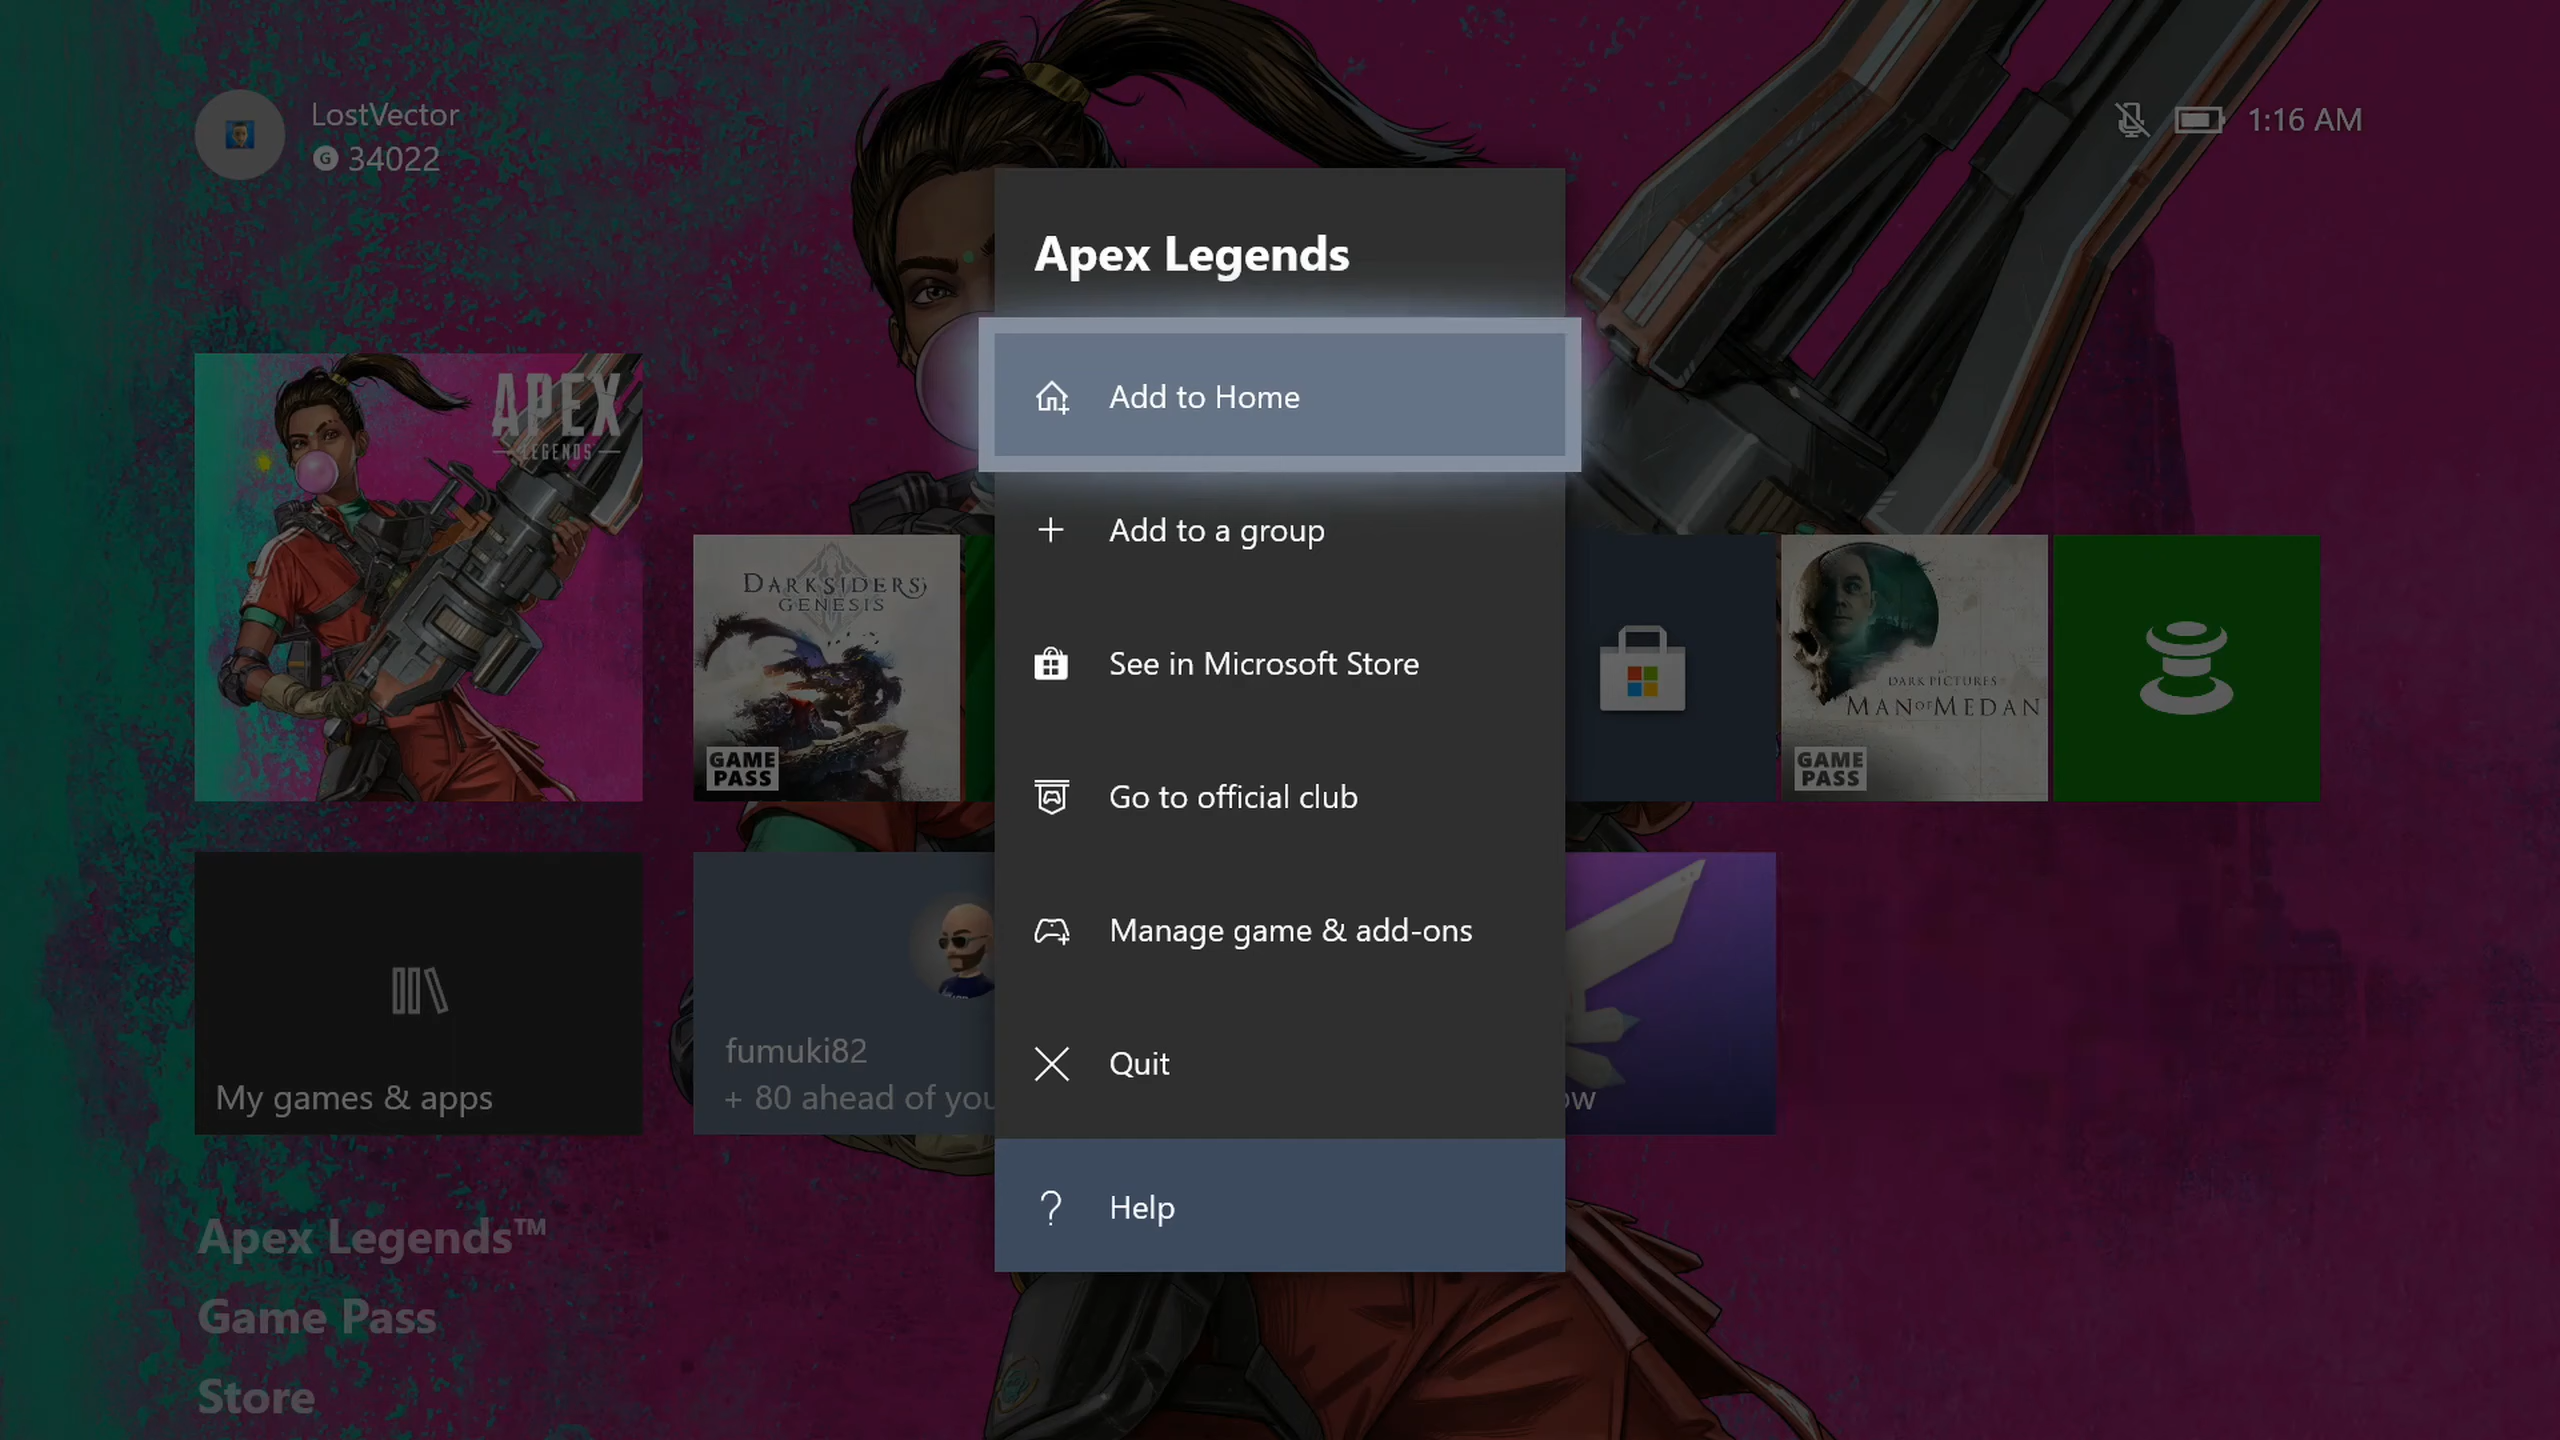 LostVector
G 34022
1:16 AM
Apex Legends
Add to Home
Add to a group
See in Microsoft Store
Go to official club
Manage game & add-ons
Quit
Help
APEX
LEGENDS
DARKSIDERS
GENESIS
GAME
PASS
DARK PICTURES
MAN OF MEDAN
GAME
PASS
My games & apps
fumuki82
+ 80 ahead of you
ow
Apex Legends™
Game Pass
Store